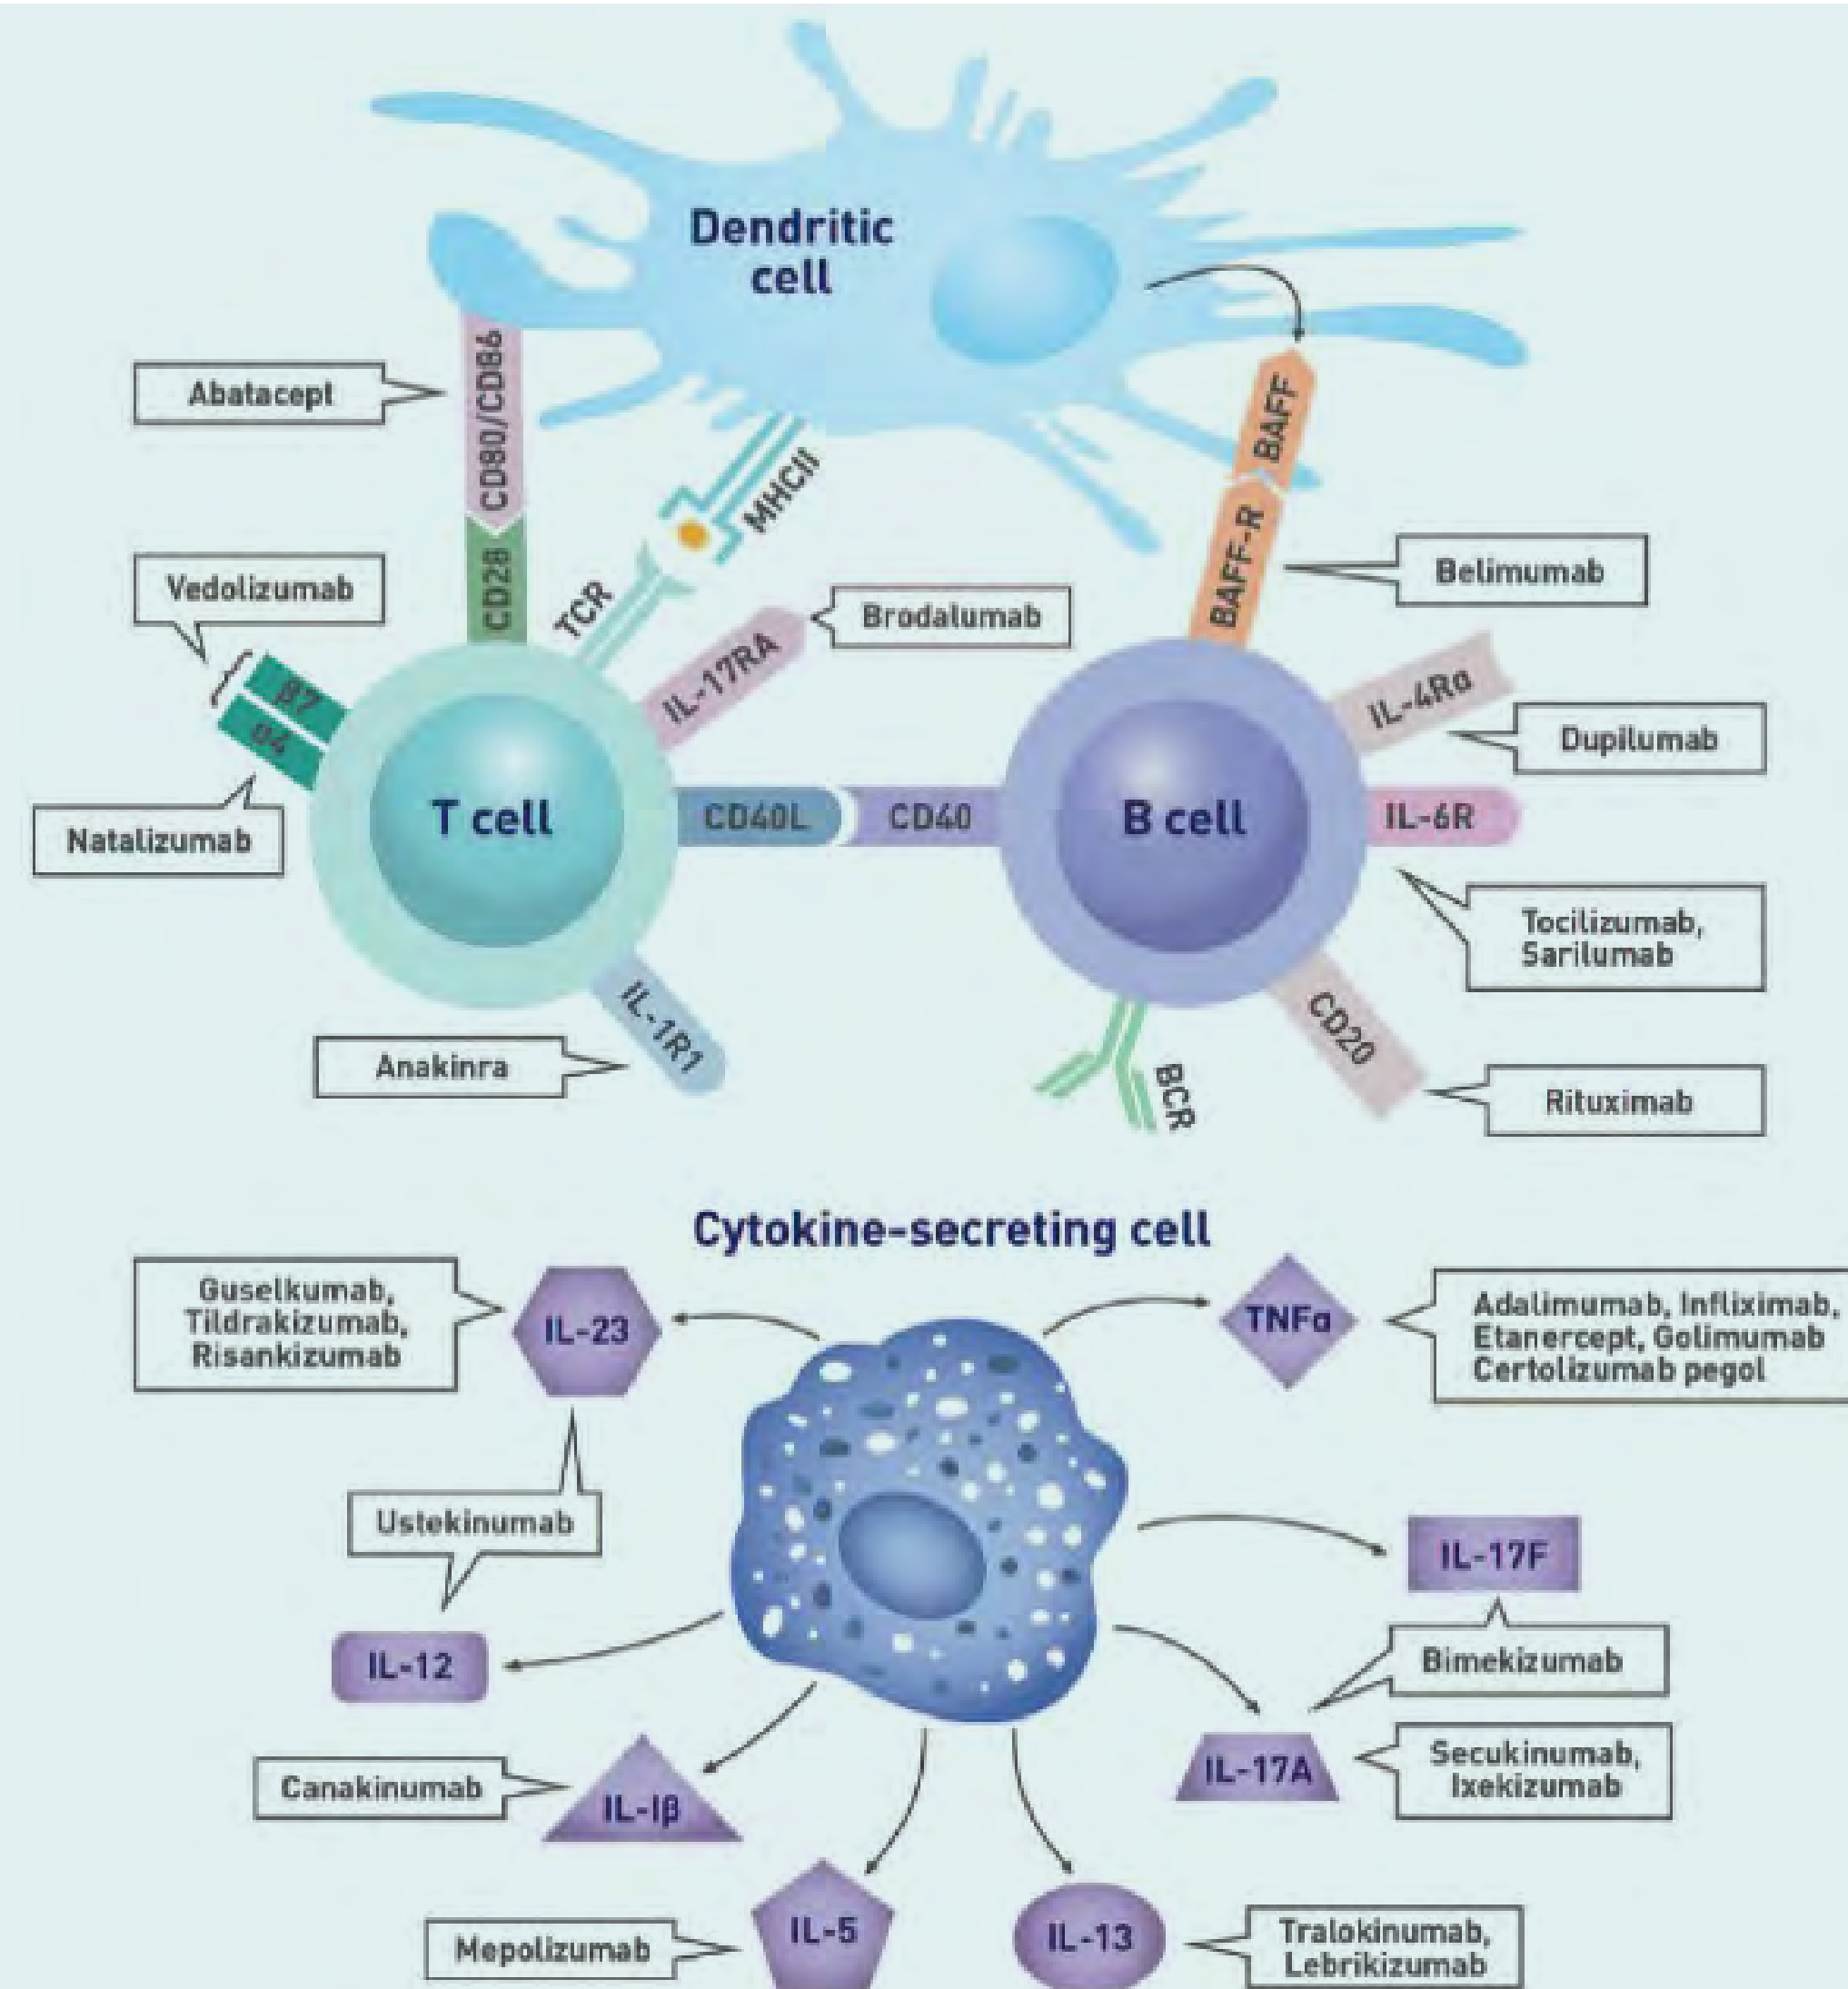 Dendritic
cell
Abatacept
CD80/CD86
CD28
MHCII
TCR
BAFF
BAFF-R
Belimumab
Vedolizumab
β7
α4
Natalizumab
Brodalumab
IL-17RA
IL-4Rα
Dupilumab
T cell
CD40L
CD40
B cell
IL-6R
Tocilizumab,
Sarilumab
IL-1R1
Anakinra
BCR
CD20
Rituximab
Cytokine-secreting cell
Guselkumab,
Tildrakizumab,
Risankizumab
IL-23
TNFα
Adalimumab, Infliximab,
Etanercept, Golimumab
Certolizumab pegol
Ustekinumab
IL-12
IL-17F
Bimekizumab
IL-17A
Secukinumab,
Ixekizumab
Canakinumab
IL-Iβ
Mepolizumab
IL-5
IL-13
Tralokinumab,
Lebrikizumab